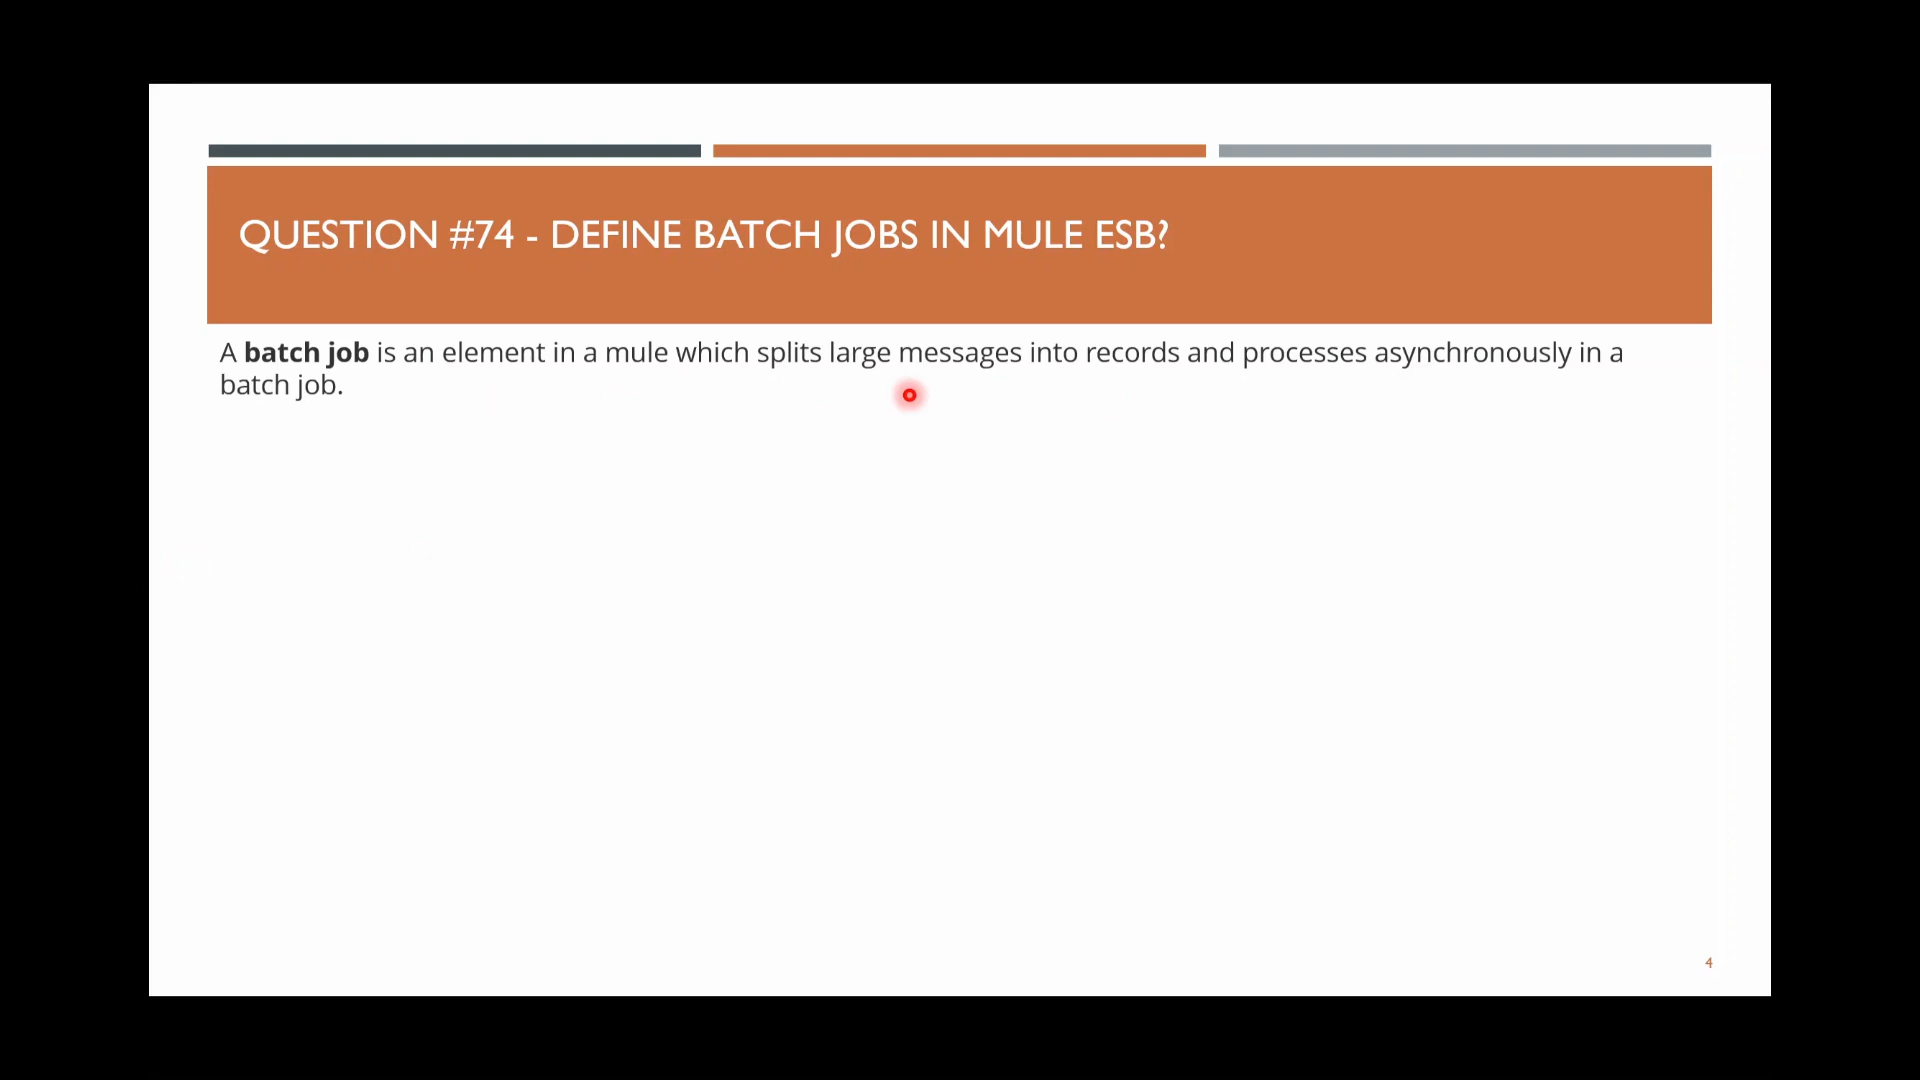 QUESTION #74 - DEFINE BATCH JOBS IN MULE ESB?
A batch job is an element in a mule which splits large messages into records and processes asynchronously in a
batch job.
4